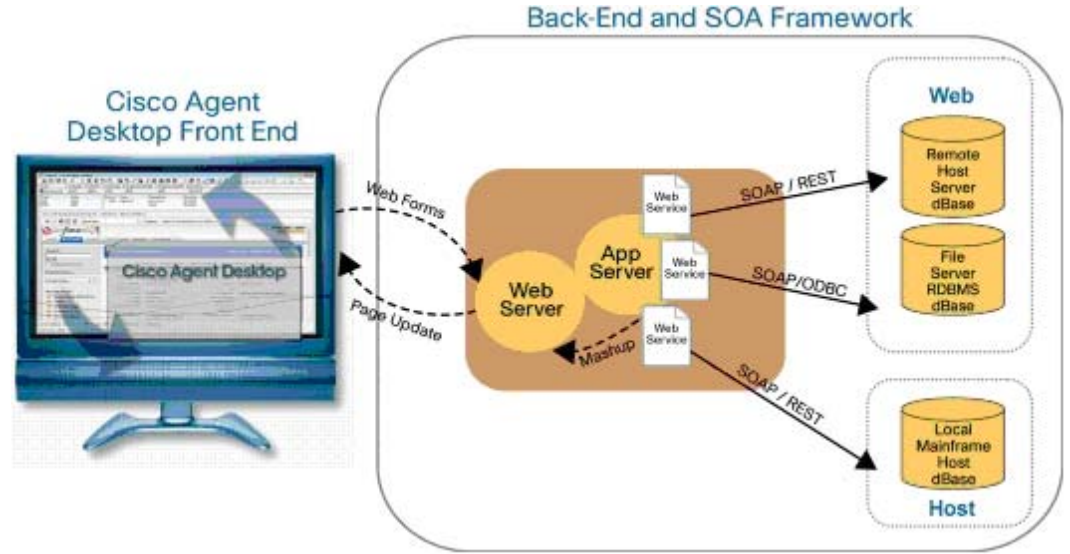 Back-End and SOA Framework
Cisco Agent
Desktop Front End
Cisco Agent Desktop
Web Forms
Page Update
Web
Server
App
Server
Mashup
Web
Service
Web
Service
Web
Service
SOAP / REST
SOAP/ODBC
SOAP / REST
Web
Remote
Host
Server
dBase
File
Server
RDBMS
dBase
Local
Mainframe
Host
dBase
Host